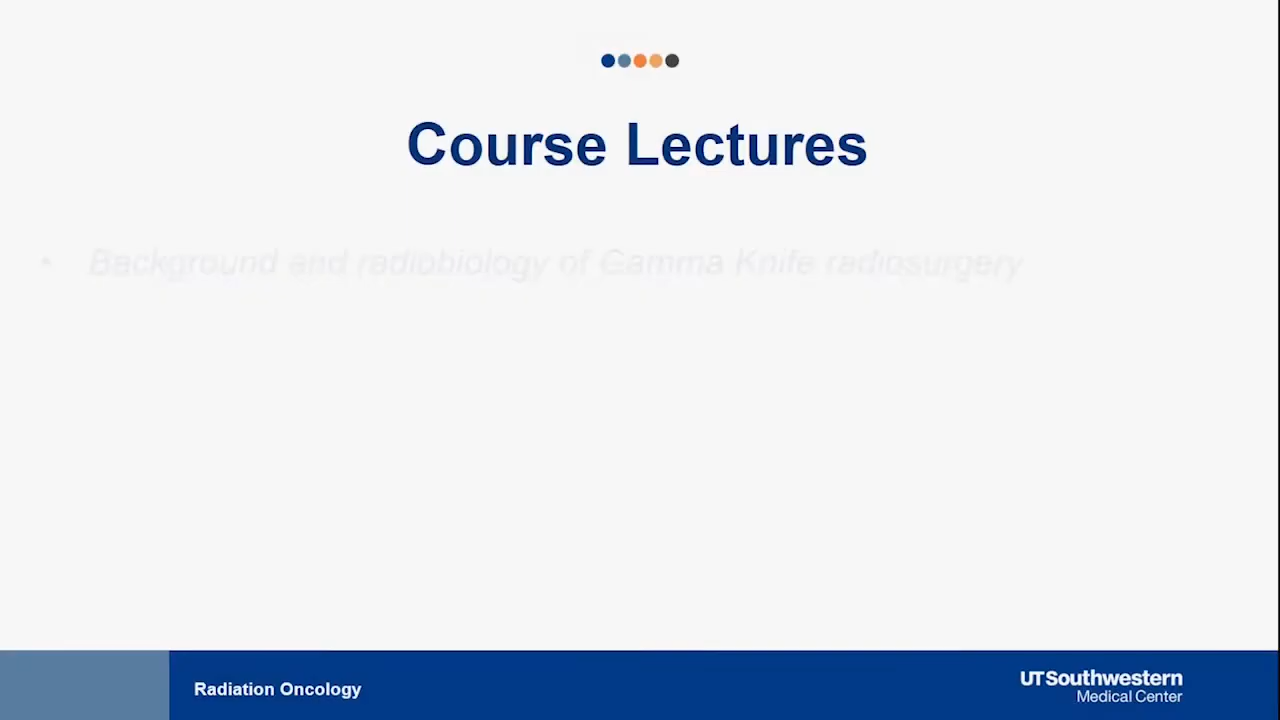 Course Lectures
• Background and radiobiology of Gamma Knife radiosurgery
Radiation Oncology
UTSouthwestern
Medical Center